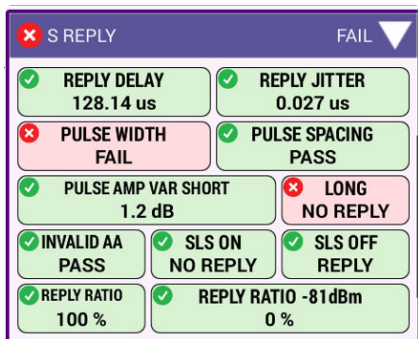 S REPLY FAIL
REPLY DELAY REPLY JITTER
128.14 us 0.027 us
PULSE WIDTH PULSE SPACING
FAIL PASS
PULSE AMP VAR SHORT LONG
1.2 dB NO REPLY
INVALID AA SLS ON SLS OFF
PASS NO REPLY REPLY
REPLY RATIO REPLY RATIO -81dBm
100 % 0 %